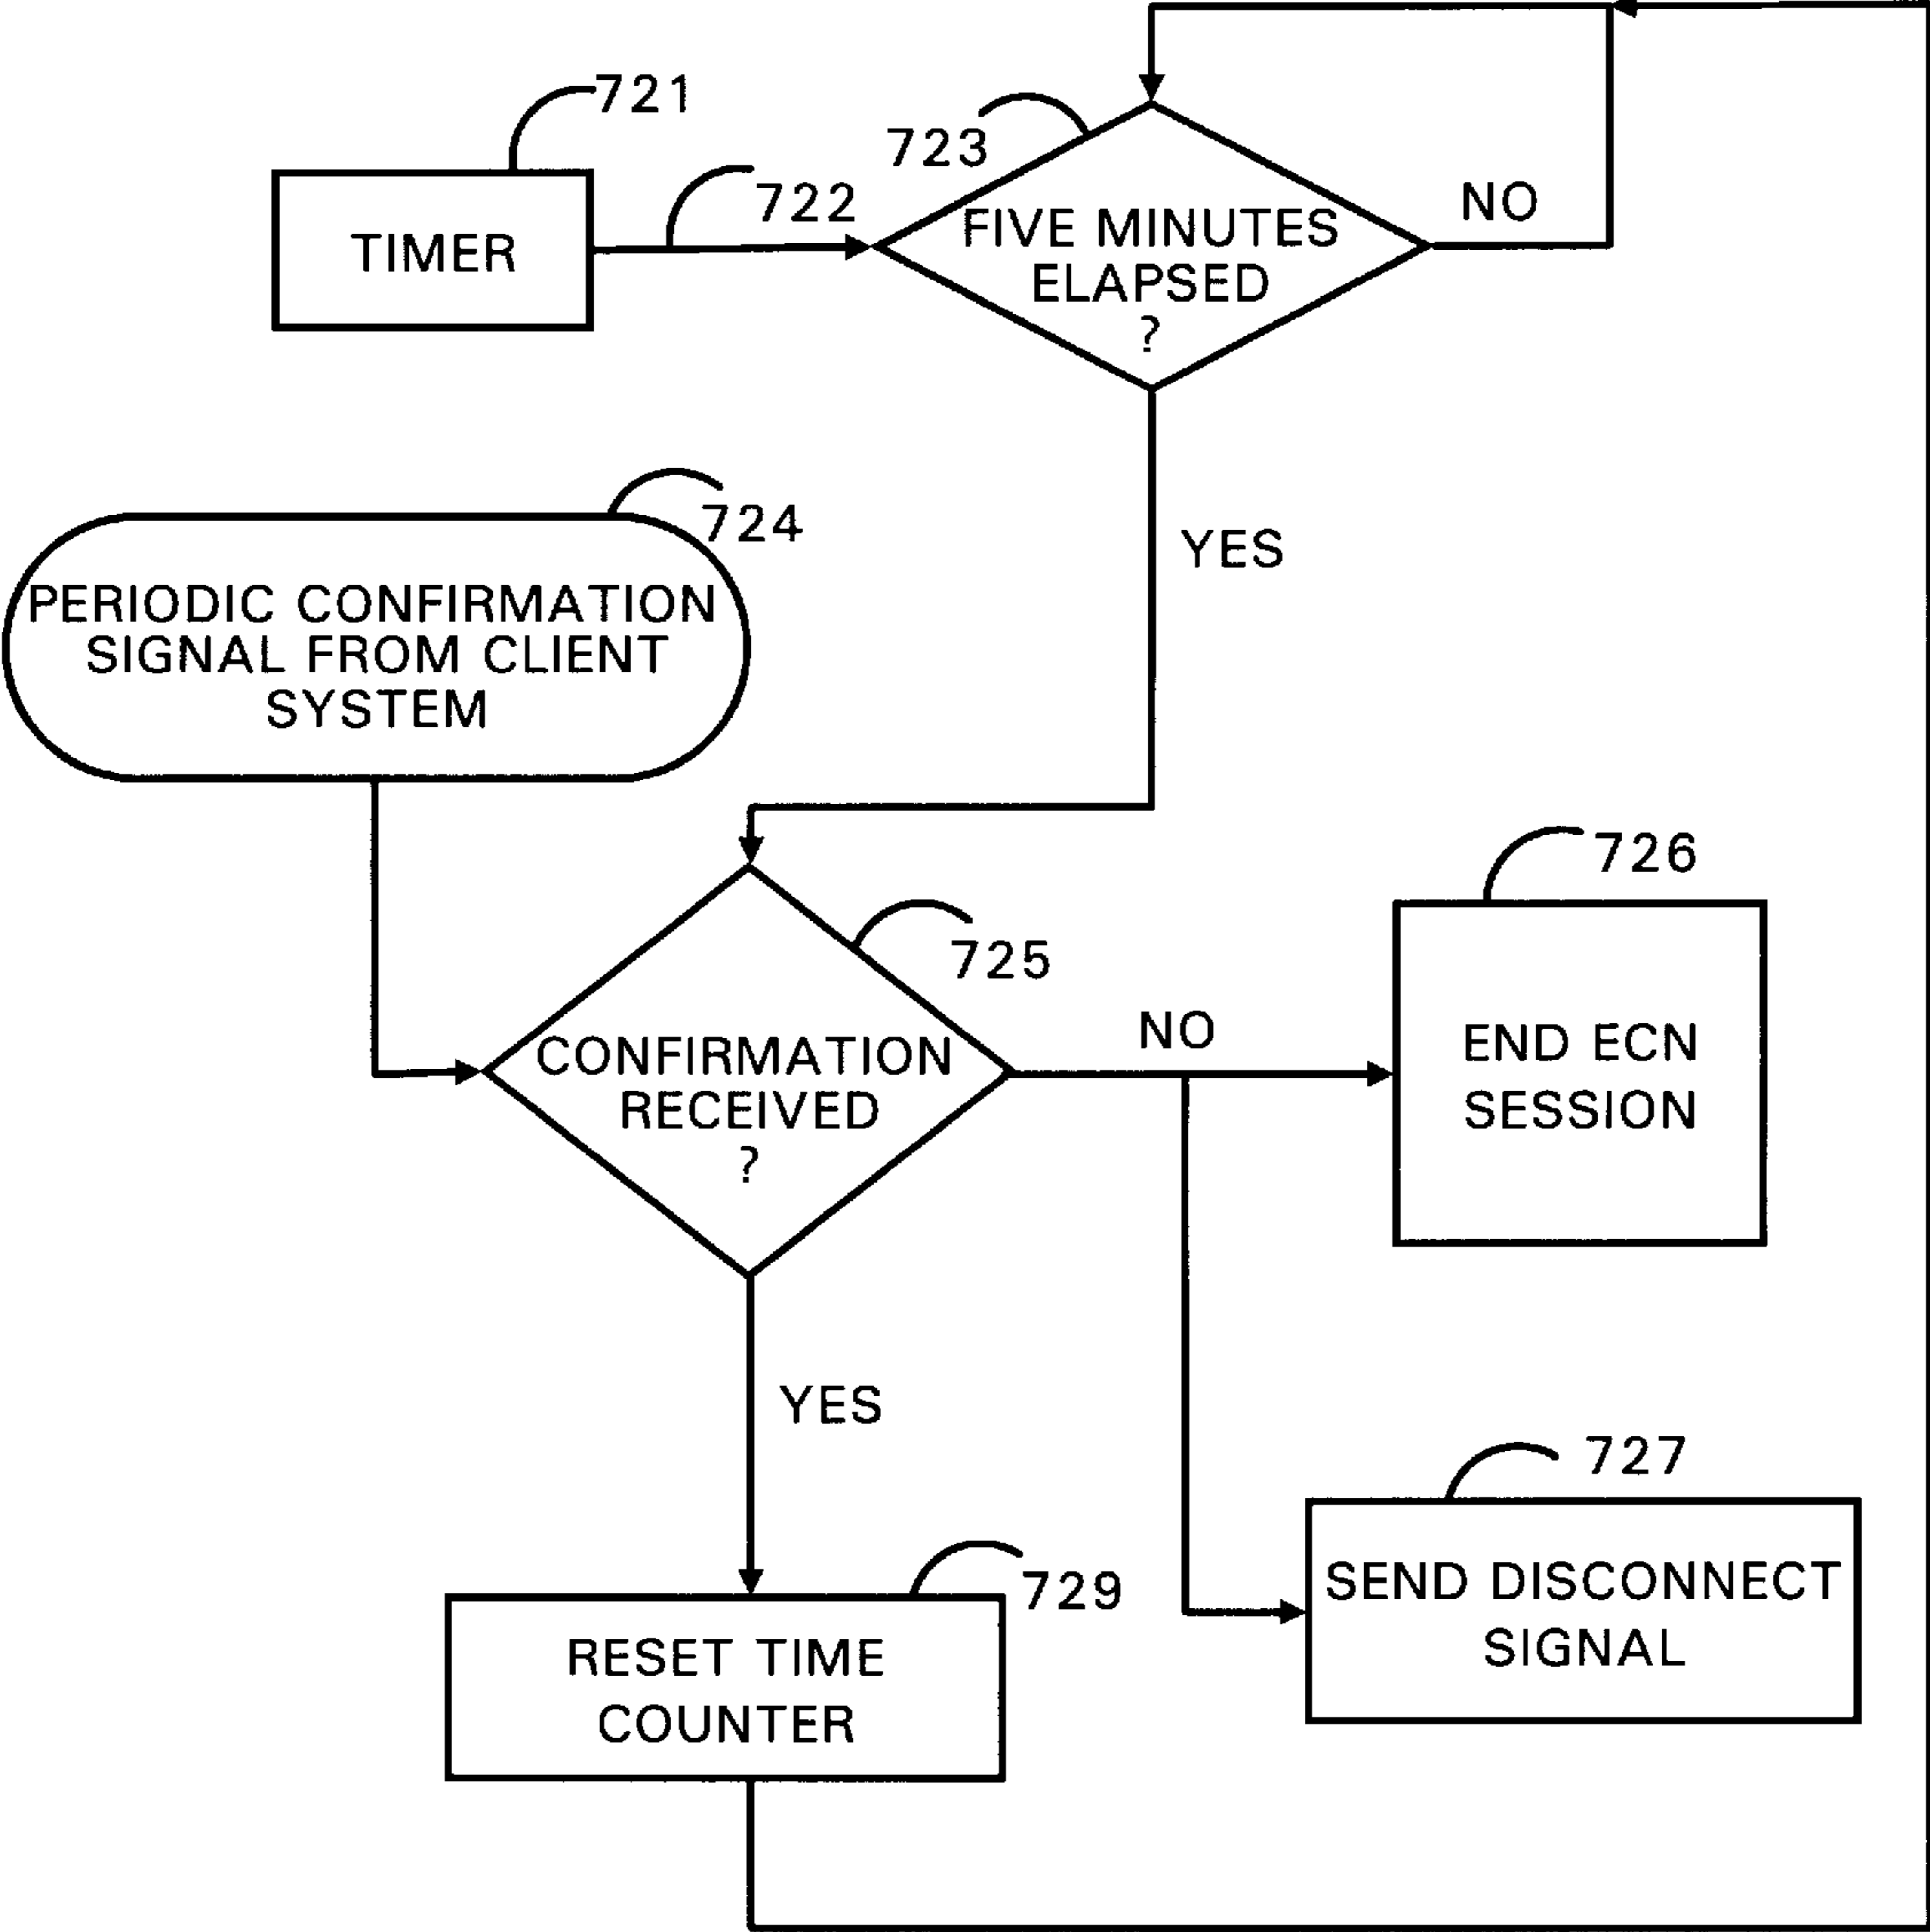 721
722
723
TIMER
FIVE MINUTES
ELAPSED
?
NO
724
YES
PERIODIC CONFIRMATION
SIGNAL FROM CLIENT
SYSTEM
726
725
NO
CONFIRMATION
RECEIVED
?
END ECN
SESSION
YES
727
729
SEND DISCONNECT
SIGNAL
RESET TIME
COUNTER